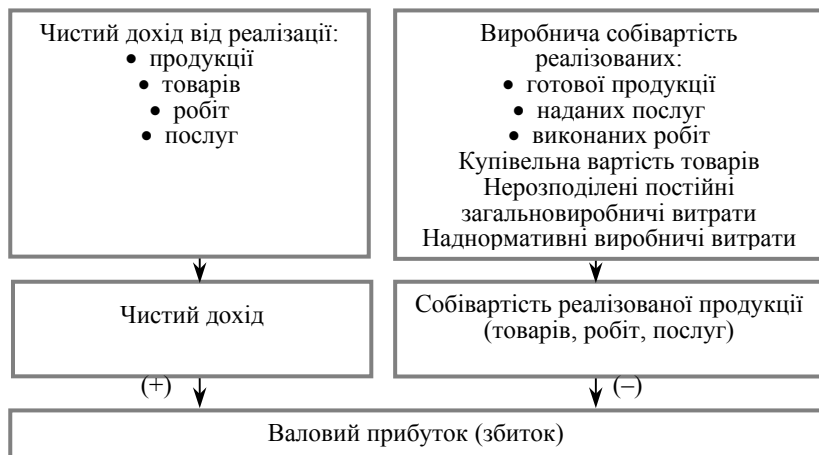 Чистий дохід від реалізації:
• продукції
• товарів
• робіт
• послуг
Виробнича собівартість
реалізованих:
• готової продукції
• наданих послуг
• виконаних робіт
Купівельна вартість товарів
Нерозподілені постійні
загальновиробничі витрати
Наднормативні виробничі витрати
Чистий дохід
Собівартість реалізованої продукції
(товарів, робіт, послуг)
(+)
(–)
Валовий прибуток (збиток)